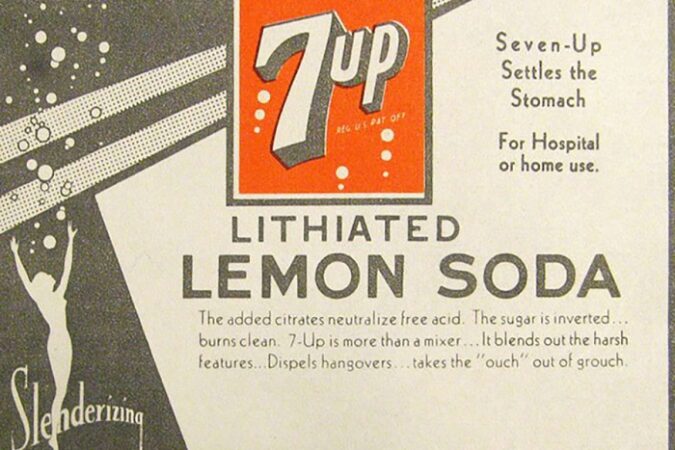 7up
REG. U.S. PAT. OFF.
Seven-Up
Settles the
Stomach
For Hospital
or home use.
LITHIATED
LEMON SODA
The added citrates neutralize free acid. The sugar is inverted...
burns clean. 7-Up is more than a mixer...It blends out the harsh
features...Dispels hangovers...takes the "ouch" out of grouch.
Slenderizing